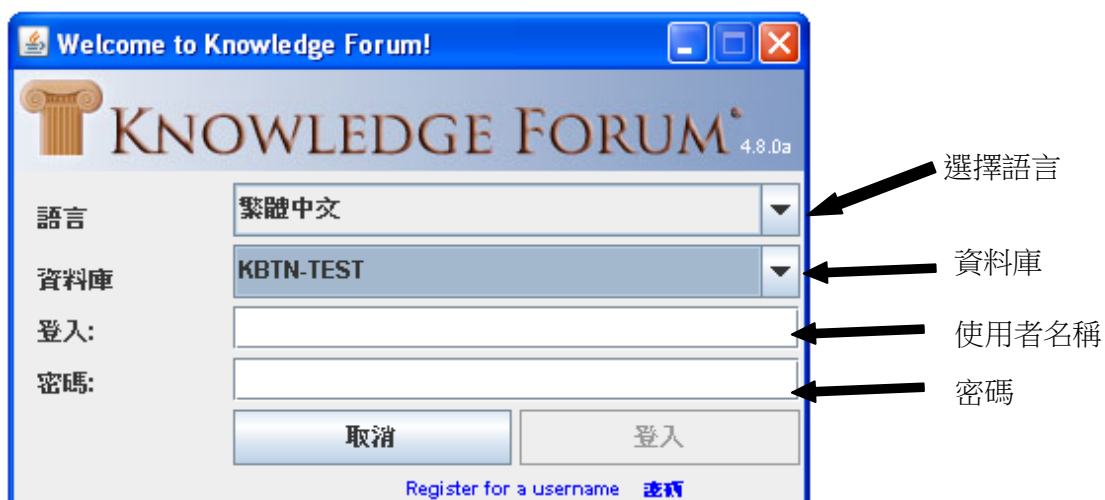 Welcome to Knowledge Forum!
KNOWLEDGE FORUM 4.8.0a
選擇語言
語言 繁體中文
資料庫 KBTN-TEST 資料庫
登入: 使用者名稱
密碼: 密碼
取消 登入
Register for a username